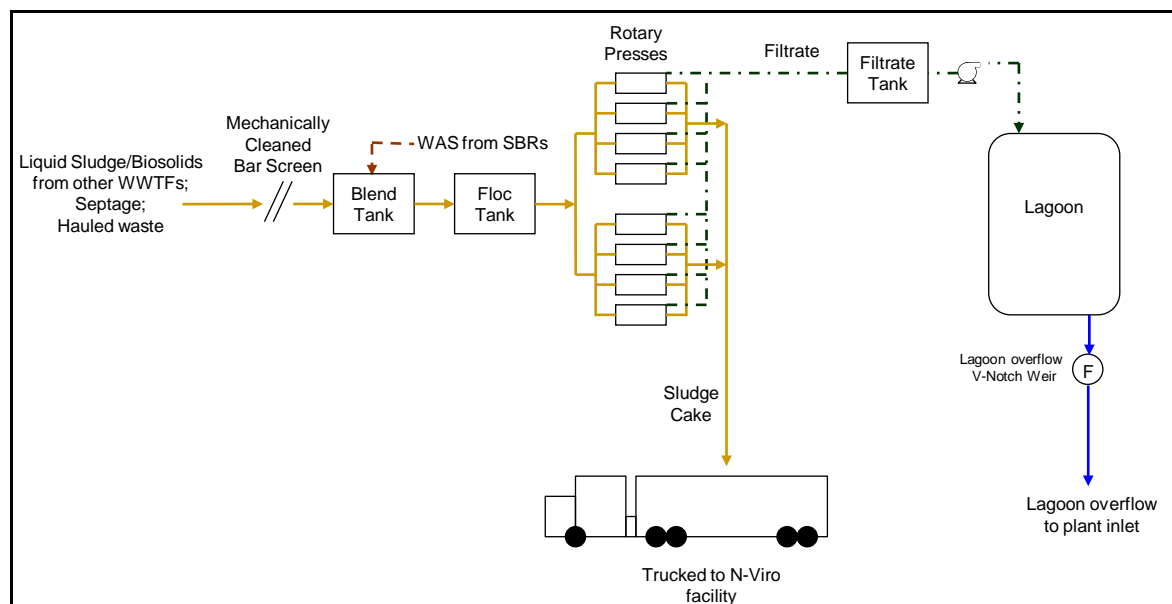 Rotary
Presses
Filtrate
Filtrate
Tank
Mechanically
Cleaned
Bar Screen
WAS from SBRs
Liquid Sludge/Biosolids
from other WWTFs;
Septage;
Hauled waste
Blend
Tank
Floc
Tank
Lagoon
Lagoon overflow
V-Notch Weir
F
Sludge
Cake
Lagoon overflow
to plant inlet
Trucked to N-Viro
facility